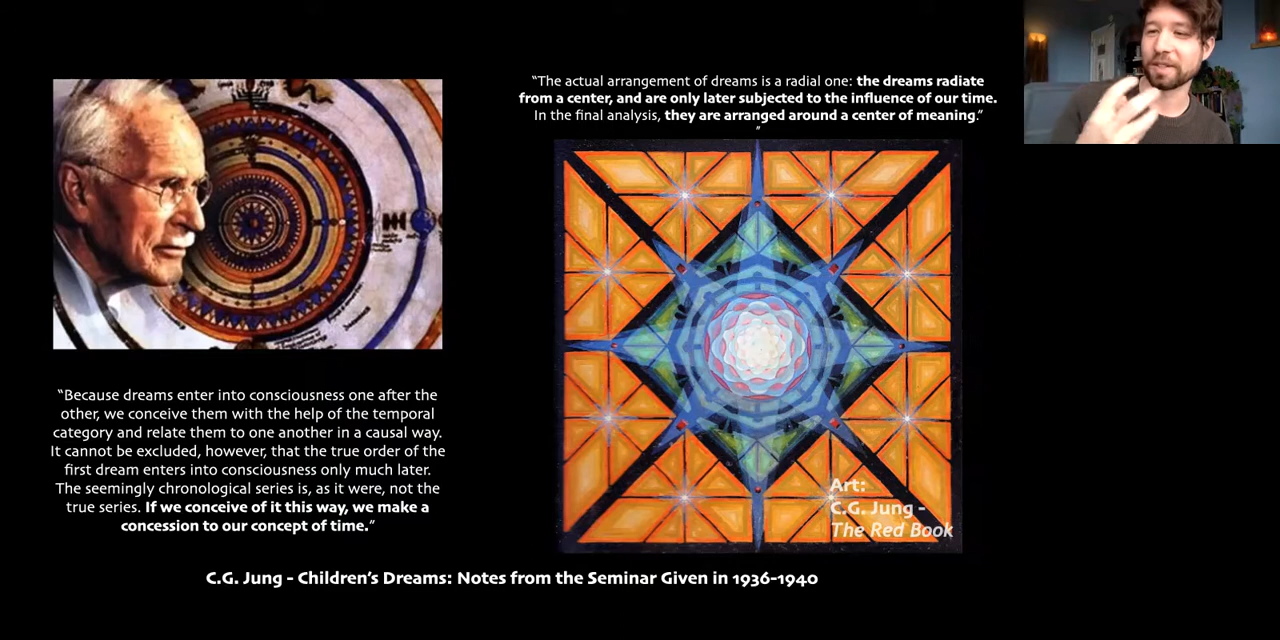 “The actual arrangement of dreams is a radial one: the dreams radiate
from a center, and are only later subjected to the influence of our time.
In the final analysis, they are arranged around a center of meaning.”
”
“Because dreams enter into consciousness one after the
other, we conceive them with the help of the temporal
category and relate them to one another in a causal way.
It cannot be excluded, however, that the true order of the
first dream enters into consciousness only much later.
The seemingly chronological series is, as it were, not the
true series. If we conceive of it this way, we make a
concession to our concept of time.”
Art:
C.G. Jung -
The Red Book
C.G. Jung - Children’s Dreams: Notes from the Seminar Given in 1936-1940